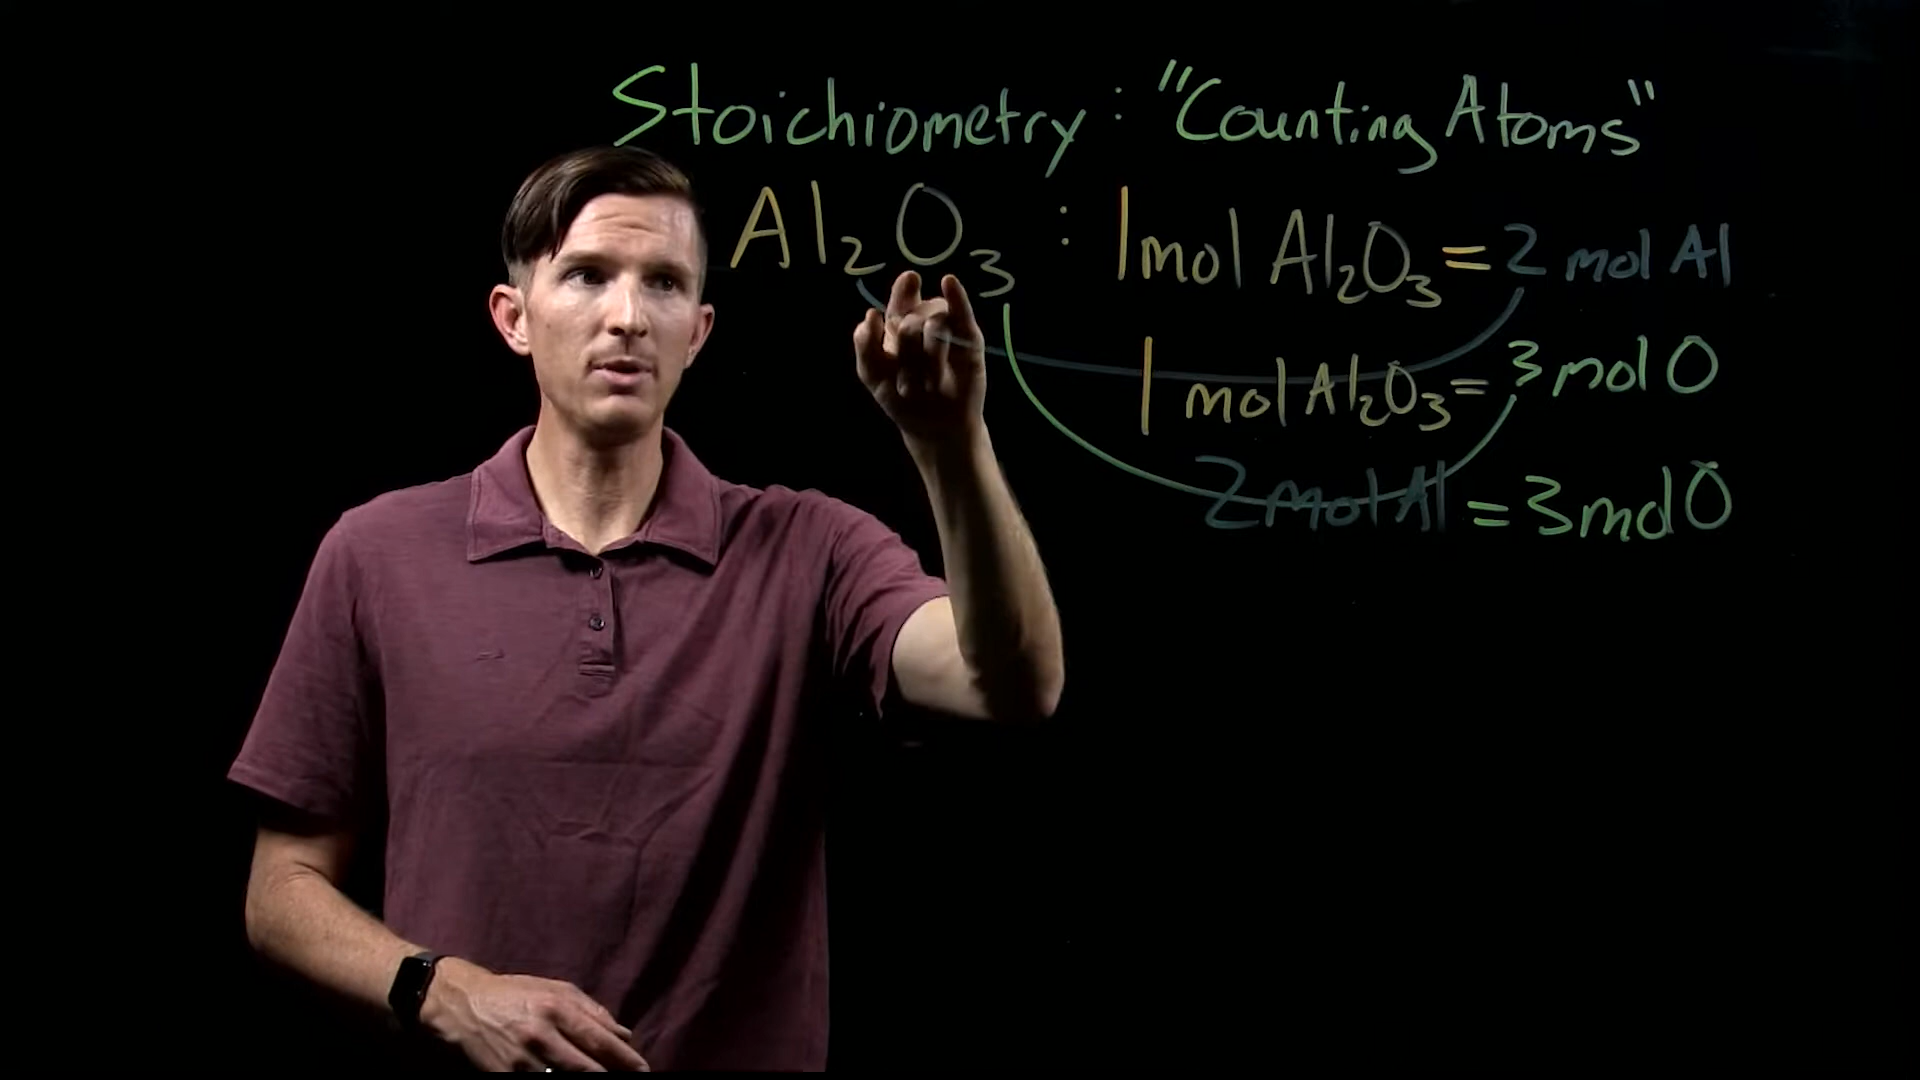 Stoichiometry : "Counting Atoms"
Al₂O₃ : 1 mol Al₂O₃ = 2 mol Al
1 mol Al₂O₃ = 3 mol O
2 mol Al = 3 mol O